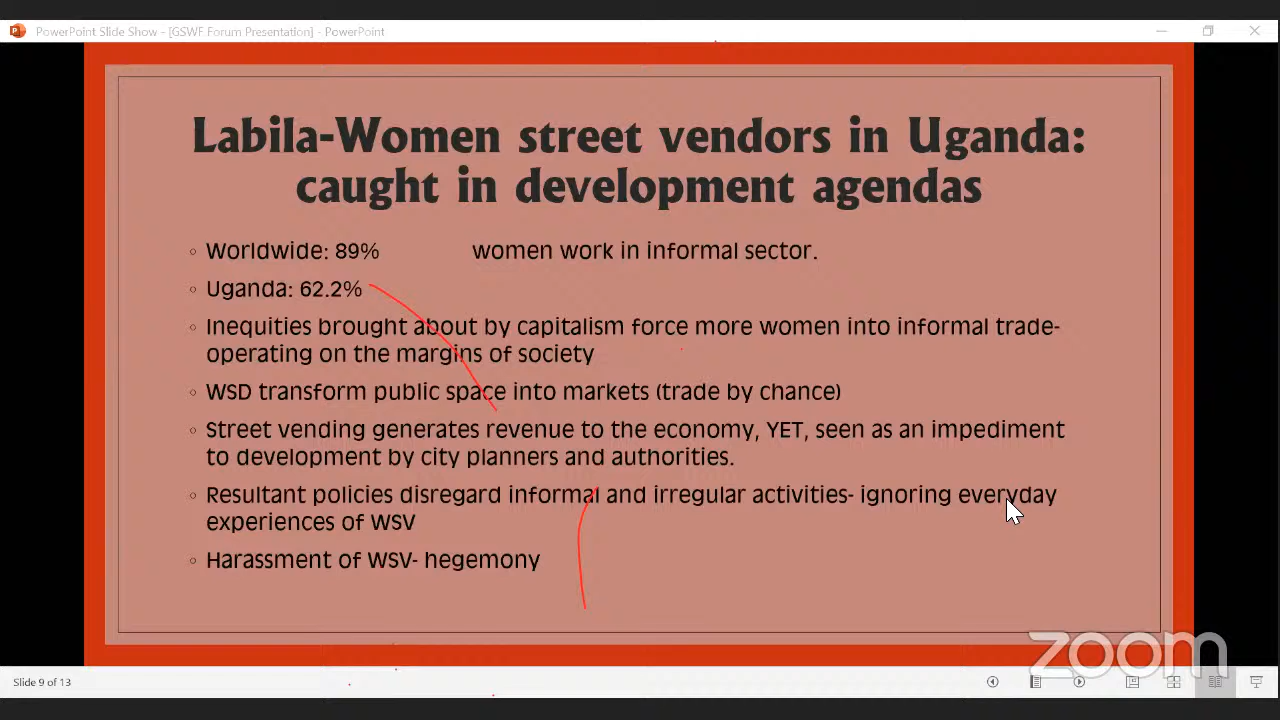 PowerPoint Slide Show - [GSWF Forum Presentation] - PowerPoint
Labila-Women street vendors in Uganda:
caught in development agendas
Worldwide: 89% women work in informal sector.
Uganda: 62.2%
Inequities brought about by capitalism force more women into informal trade-
operating on the margins of society
WSD transform public space into markets (trade by chance)
Street vending generates revenue to the economy, YET, seen as an impediment
to development by city planners and authorities.
Resultant policies disregard informal and irregular activities- ignoring everyday
experiences of WSV
Harassment of WSV- hegemony
zoom
Slide 9 of 13